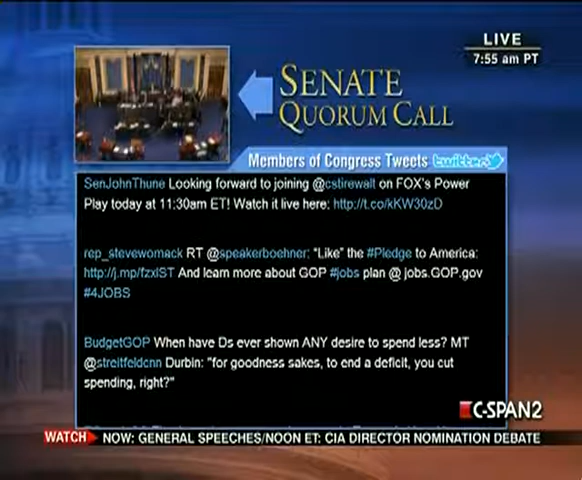 LIVE
7:55 am PT
SENATE
QUORUM CALL
Members of Congress Tweets twitter
SenJohnThune Looking forward to joining @cstirewalt on FOX's Power
Play today at 11:30am ET! Watch it live here: http://t.co/kKW30zD
rep_stevewomack RT @speakerboehner: “Like” the #Pledge to America:
http://j.mp/fzxlST And learn more about GOP #jobs plan @ jobs.GOP.gov
#4JOBS
BudgetGOP When have Ds ever shown ANY desire to spend less? MT
@streitfeldcnn Durbin: "for goodness sakes, to end a deficit, you cut
spending, right?"
C-SPAN2
WATCH NOW: GENERAL SPEECHES/NOON ET: CIA DIRECTOR NOMINATION DEBATE